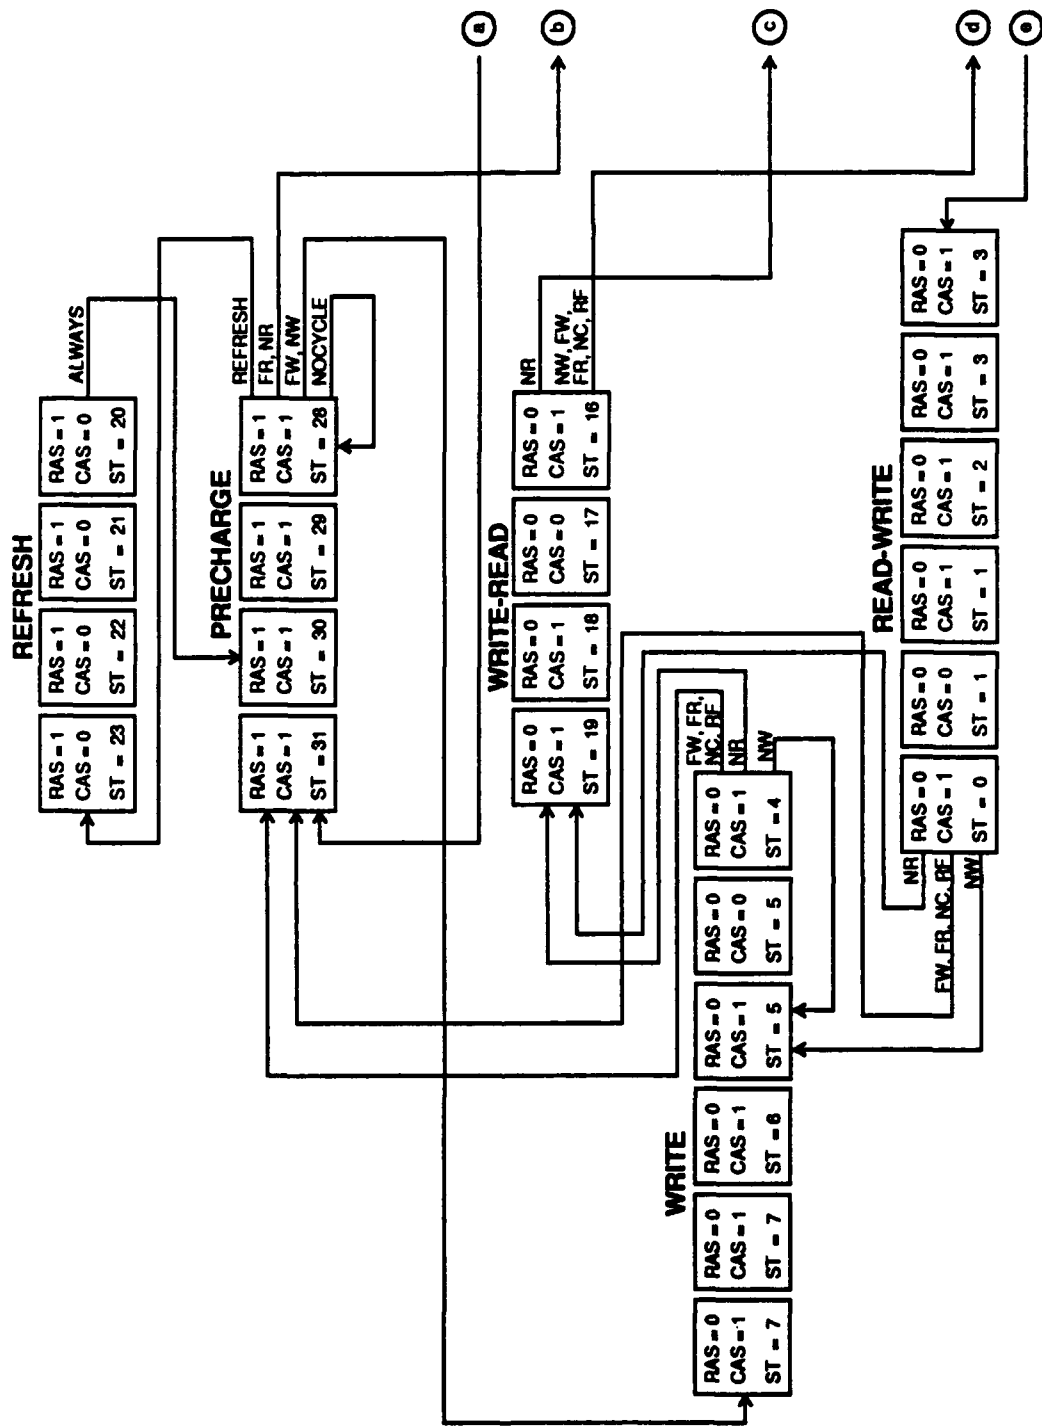 REFRESH
RAS = 1
CAS = 0
ST = 23
RAS = 1
CAS = 0
ST = 22
RAS = 1
CAS = 0
ST = 21
RAS = 1
CAS = 0
ST = 20
ALWAYS
PRECHARGE
RAS = 1
CAS = 1
ST = 31
RAS = 1
CAS = 1
ST = 30
RAS = 1
CAS = 1
ST = 29
RAS = 1
CAS = 1
ST = 28
REFRESH
FR, NR
FW, NW
NOCYCLE
a
b
WRITE-READ
RAS = 0
CAS = 1
ST = 19
RAS = 0
CAS = 1
ST = 18
RAS = 0
CAS = 0
ST = 17
RAS = 0
CAS = 1
ST = 16
NR
NW, FW,
FR, NC, RF
c
WRITE
RAS = 0
CAS = 1
ST = 7
RAS = 0
CAS = 1
ST = 7
RAS = 0
CAS = 1
ST = 6
RAS = 0
CAS = 1
ST = 5
RAS = 0
CAS = 0
ST = 5
RAS = 0
CAS = 1
ST = 4
FW, FR,
NC, RF
NR
NW
READ-WRITE
NR
FW, FR, NC, RF
NW
RAS = 0
CAS = 1
ST = 0
RAS = 0
CAS = 0
ST = 1
RAS = 0
CAS = 1
ST = 1
RAS = 0
CAS = 1
ST = 2
RAS = 0
CAS = 1
ST = 3
RAS = 0
CAS = 1
ST = 3
d
e